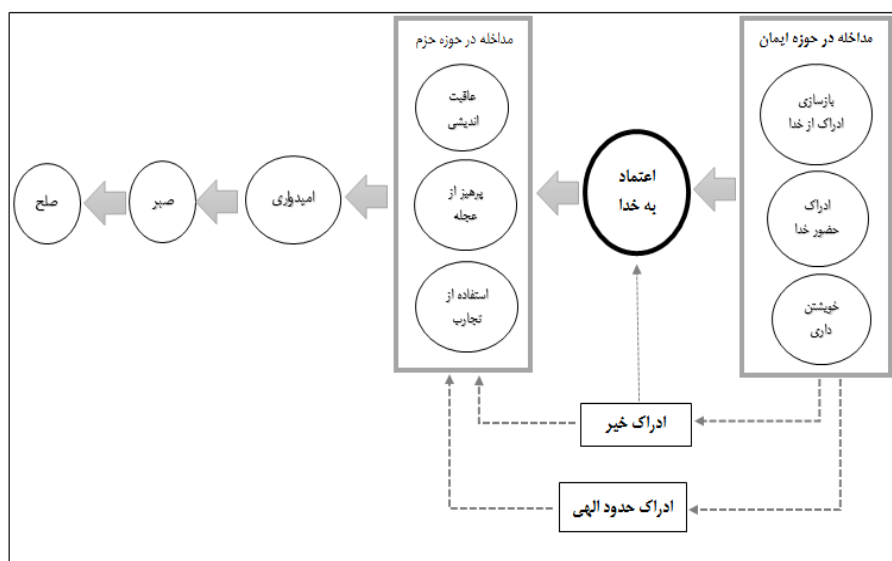 مداخله در حوزه ایمان
بازسازی
ادراک از خدا
ادراک
حضور خدا
خویشتن
داری
اعتماد
به خدا
مداخله در حوزه حزم
عاقبت
اندیشی
پرهیز از
عجله
استفاده از
تجارب
امیدواری
صبر
صلح
ادراک خیر
ادراک حدود الهی